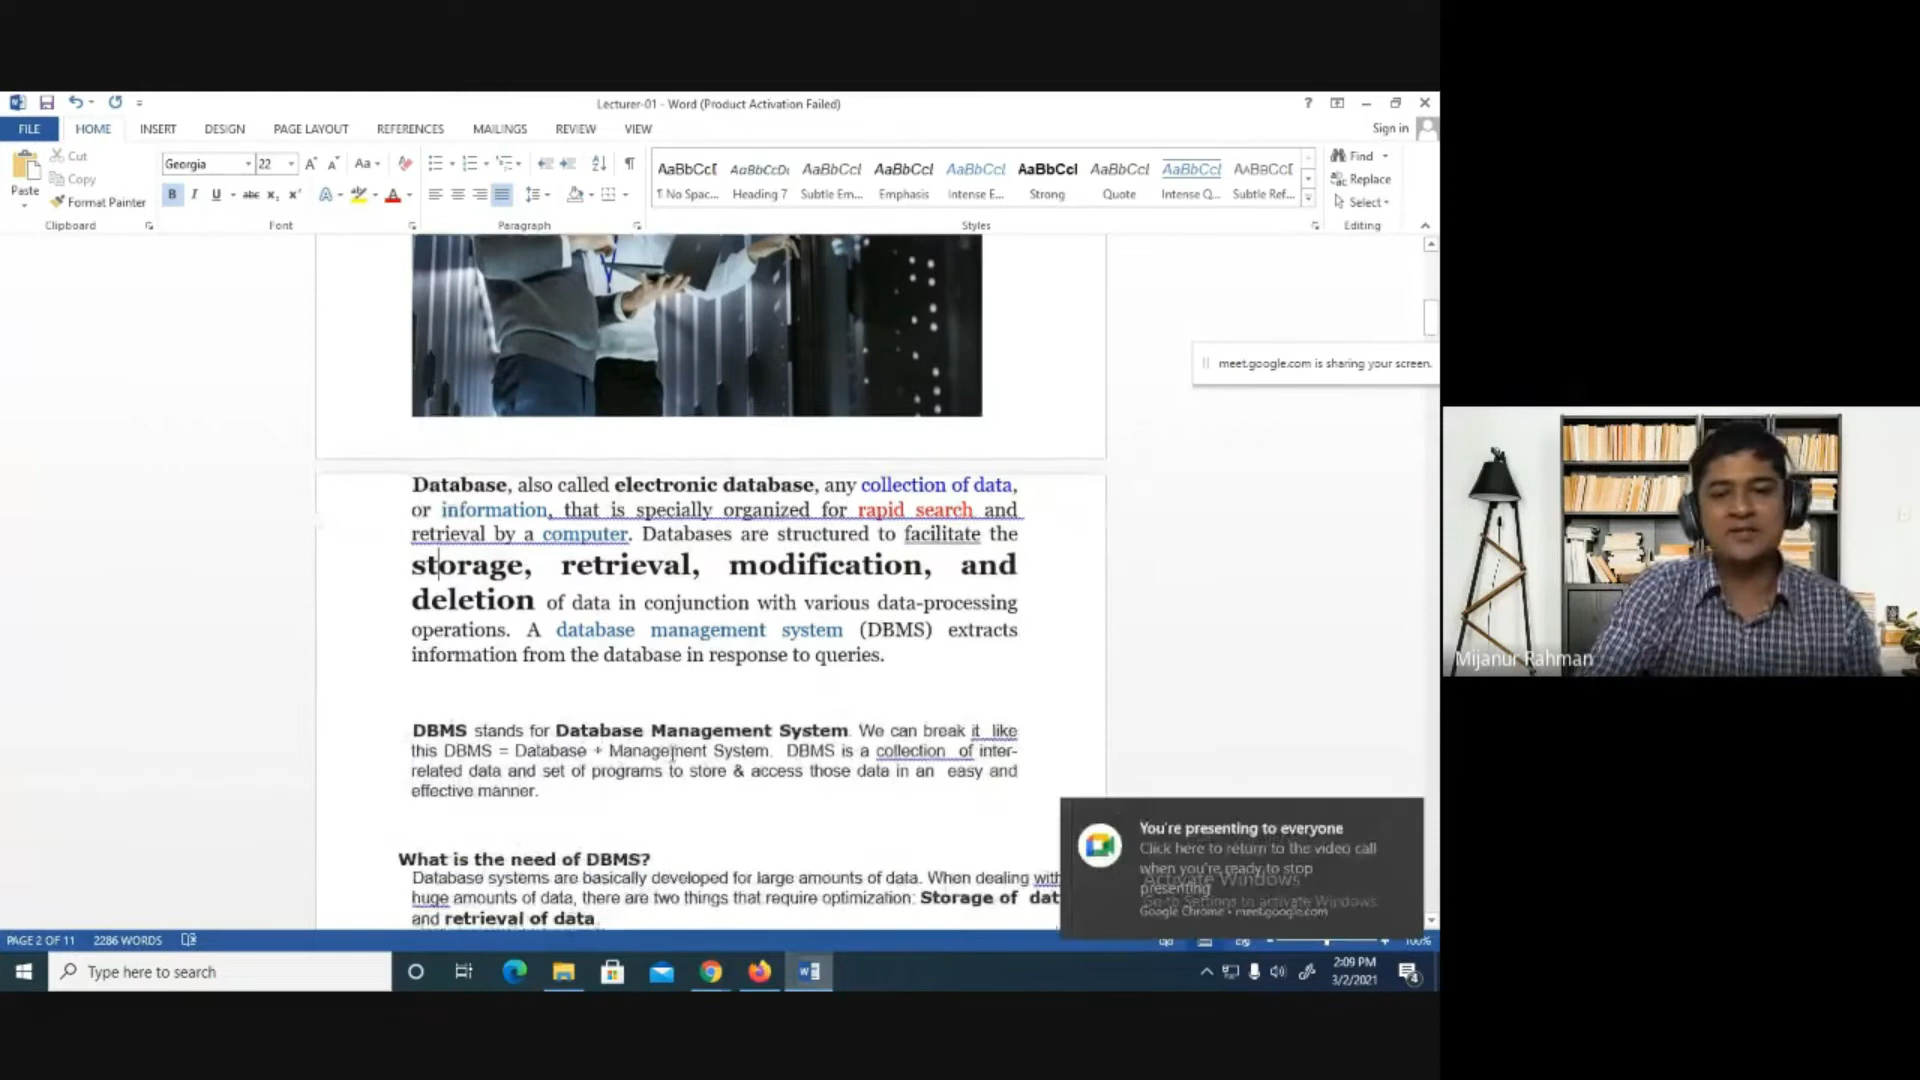 Lecturer-01 - Word (Product Activation Failed)
FILE HOME INSERT DESIGN PAGE LAYOUT REFERENCES MAILINGS REVIEW VIEW Sign in
Paste
Cut
Copy
Format Painter
Clipboard
Georgia 22
Font
Paragraph
AaBbCcI AaBbCcDc AaBbCcI AaBbCcI AaBbCcI AaBbCcI AaBbCcI AaBbCcI AABBCCI
¶ No Spac... Heading 7 Subtle Em... Emphasis Intense E... Strong Quote Intense Q... Subtle Ref...
Styles
Find
Replace
Select
Editing
meet.google.com is sharing your screen.
Database, also called electronic database, any collection of data,
or information, that is specially organized for rapid search and
retrieval by a computer. Databases are structured to facilitate the
storage, retrieval, modification, and
deletion of data in conjunction with various data-processing
operations. A database management system (DBMS) extracts
information from the database in response to queries.
DBMS stands for Database Management System. We can break it like
this DBMS = Database + Management System. DBMS is a collection of inter-
related data and set of programs to store & access those data in an easy and
effective manner.
What is the need of DBMS?
Database systems are basically developed for large amounts of data. When dealing with
huge amounts of data, there are two things that require optimization: Storage of dat
and retrieval of data
Mijanur Rahman
You're presenting to everyone
Click here to return to the video call
when you're ready to stop
presenting
Google Chrome • meet.google.com
Activate Windows
Go to Settings to activate Windows.
PAGE 2 OF 11 2286 WORDS 100%
Type here to search
2:09 PM
3/2/2021
4